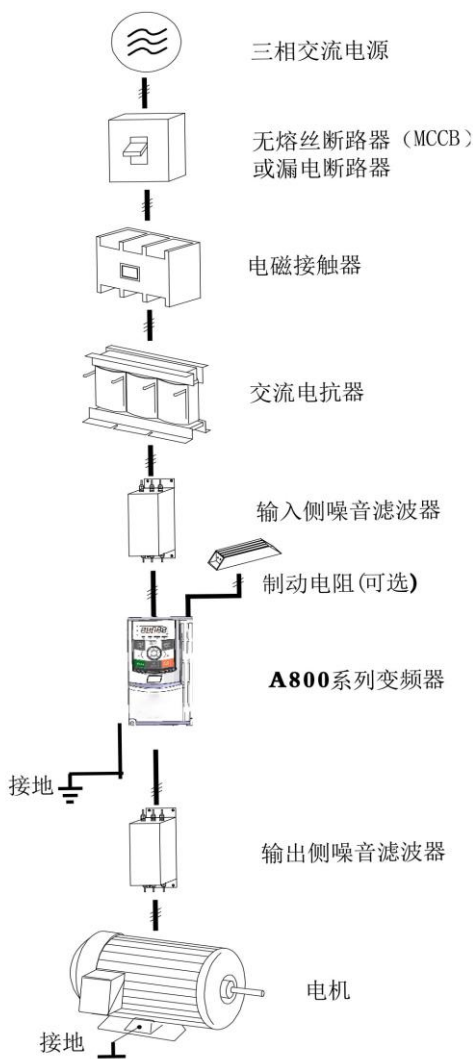 三相交流电源
无熔丝断路器（MCCB）
或漏电断路器
电磁接触器
交流电抗器
输入侧噪音滤波器
制动电阻(可选)
A800系列变频器
接地
输出侧噪音滤波器
电机
接地